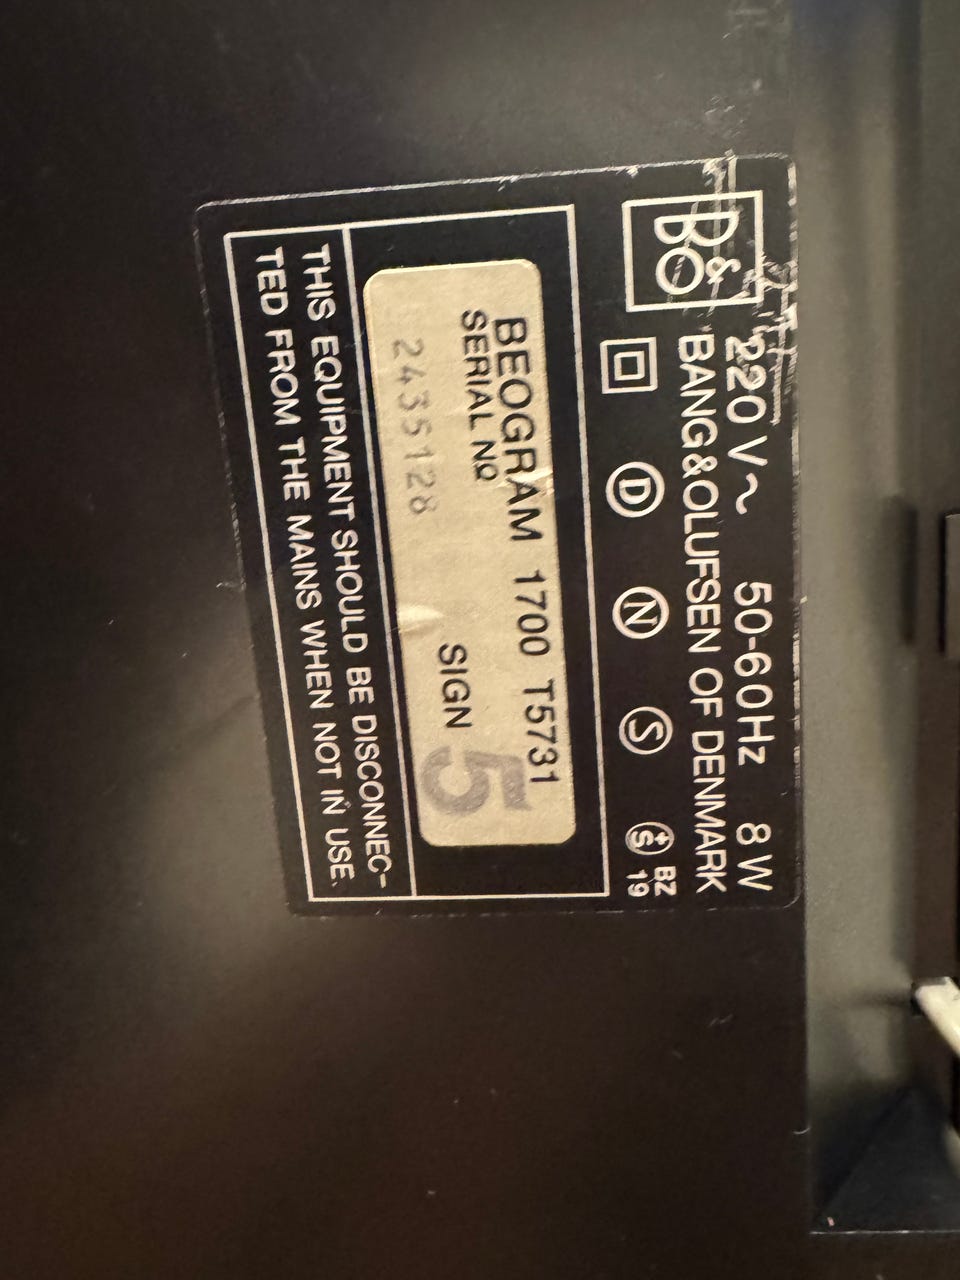 B&O
220 V~ 50-60Hz 8 W
BANG&OLUFSEN OF DENMARK
D N S +S BZ 19
BEOGRAM 1700 T5731
SERIAL NO
SIGN 5
2435128
THIS EQUIPMENT SHOULD BE DISCONNEC-
TED FROM THE MAINS WHEN NOT IN USE.